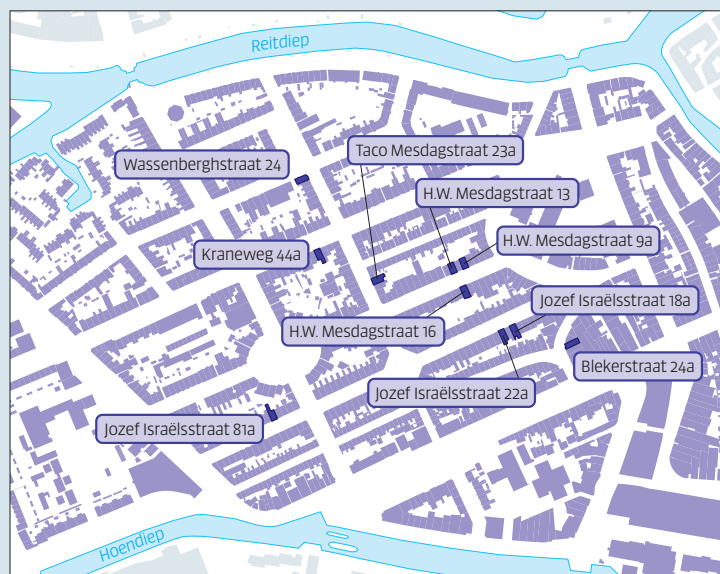 Reitdiep
Taco Mesdagstraat 23a
Wassenberghstraat 24
H.W. Mesdagstraat 13
H.W. Mesdagstraat 9a
Kraneweg 44a
Jozef Israëlsstraat 18a
H.W. Mesdagstraat 16
Blekerstraat 24a
Jozef Israëlsstraat 22a
Jozef Israëlsstraat 81a
Hoendiep